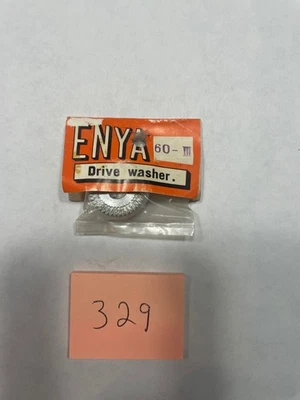 ENYA 60-III
Drive washer.
329